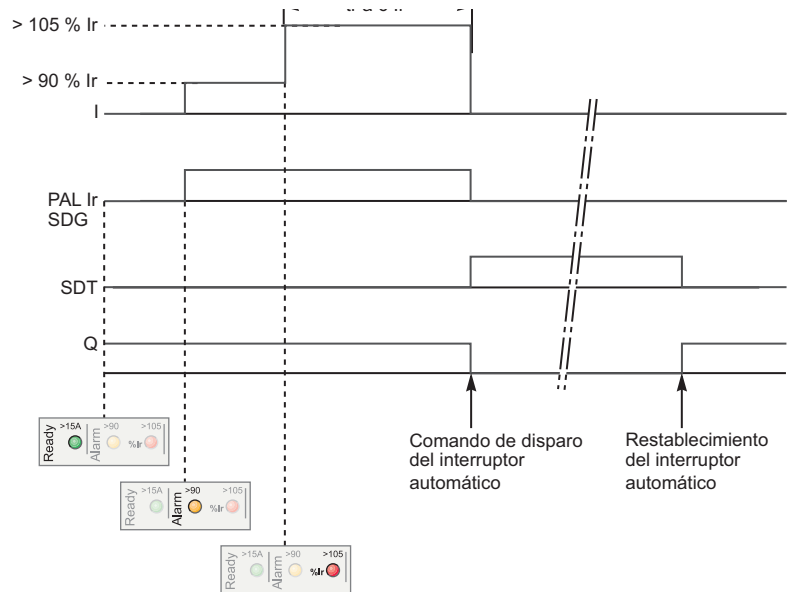 > 105 % Ir
> 90 % Ir
I
PAL Ir
SDG
SDT
Q
Ready >15A Alarm >90 %Ir >105
Ready >15A Alarm >90 %Ir >105
Ready >15A Alarm >90 %Ir >105
Comando de disparo
del interruptor
automático
Restablecimiento
del interruptor
automático